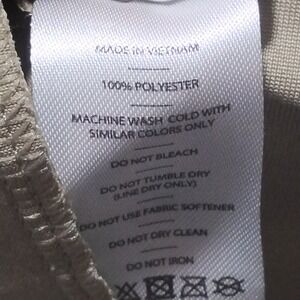 MADE IN VIETNAM
100% POLYESTER
MACHINE WASH COLD WITH
SIMILAR COLORS ONLY
DO NOT BLEACH
DO NOT TUMBLE DRY
(LINE DRY ONLY)
DO NOT USE FABRIC SOFTENER
DO NOT DRY CLEAN
DO NOT IRON